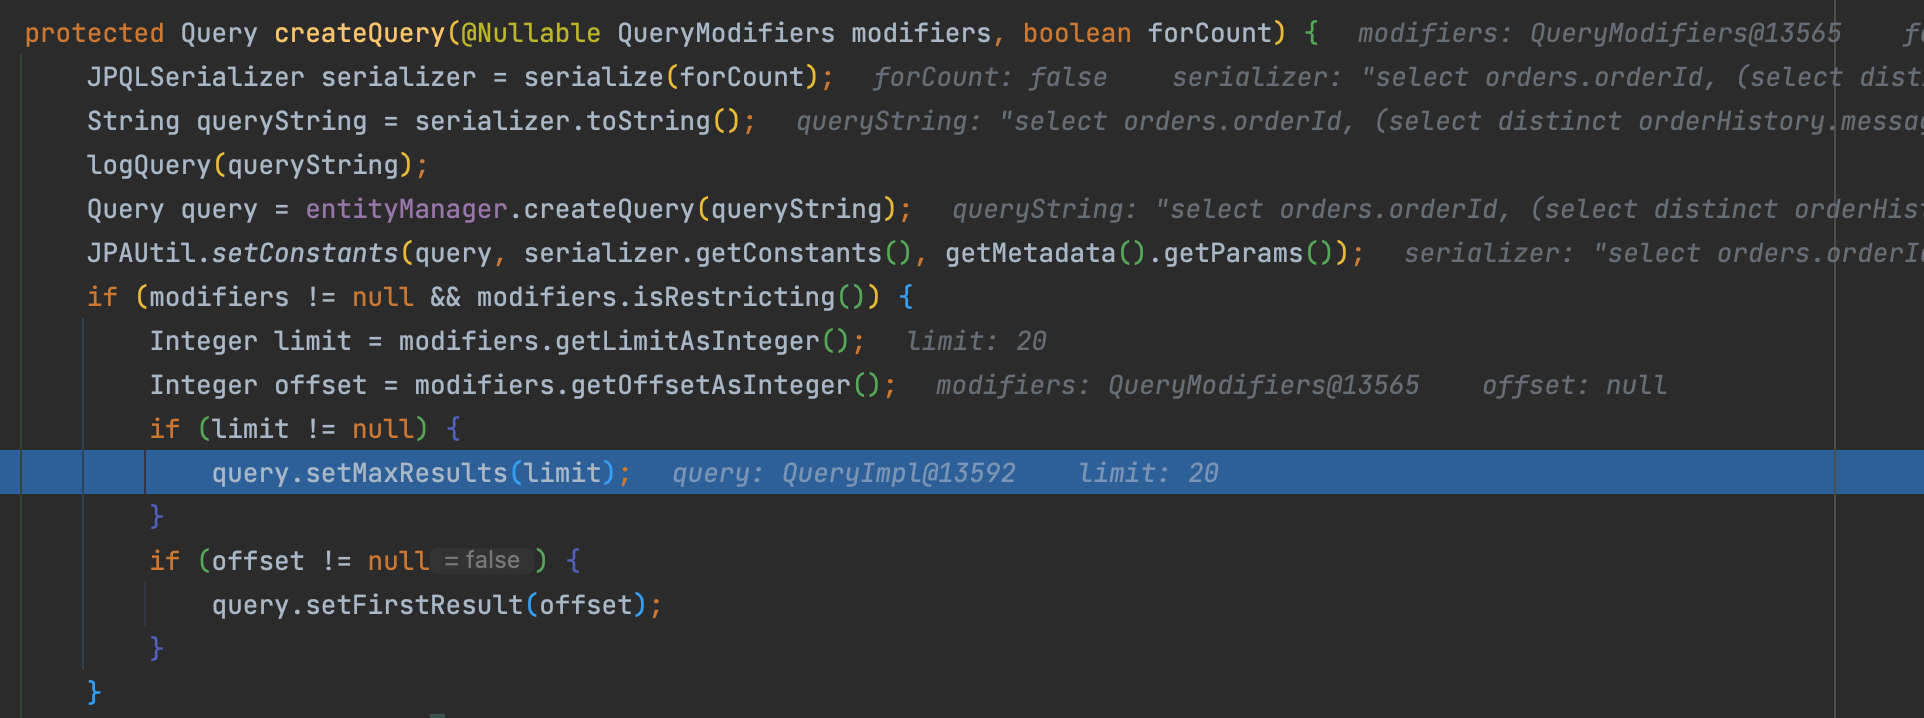 protected Query createQuery(@Nullable QueryModifiers modifiers, boolean forCount) {   modifiers: QueryModifiers@13565
    JPQLSerializer serializer = serialize(forCount);   forCount: false    serializer: "select orders.orderId, (select
    String queryString = serializer.toString();   queryString: "select orders.orderId, (select distinct orderHistory.messag
    logQuery(queryString);
    Query query = entityManager.createQuery(queryString);   queryString: "select orders.orderId, (select distinct orderHis
    JPAUtil.setConstants(query, serializer.getConstants(), getMetadata().getParams());   serializer: "select orders.orderI
    if (modifiers != null && modifiers.isRestricting()) {
        Integer limit = modifiers.getLimitAsInteger();   limit: 20
        Integer offset = modifiers.getOffsetAsInteger();   modifiers: QueryModifiers@13565    offset: null
        if (limit != null) {
            query.setMaxResults(limit);   query: QueryImpl@13592    limit: 20
        }
        if (offset != null = false ) {
            query.setFirstResult(offset);
        }
    }